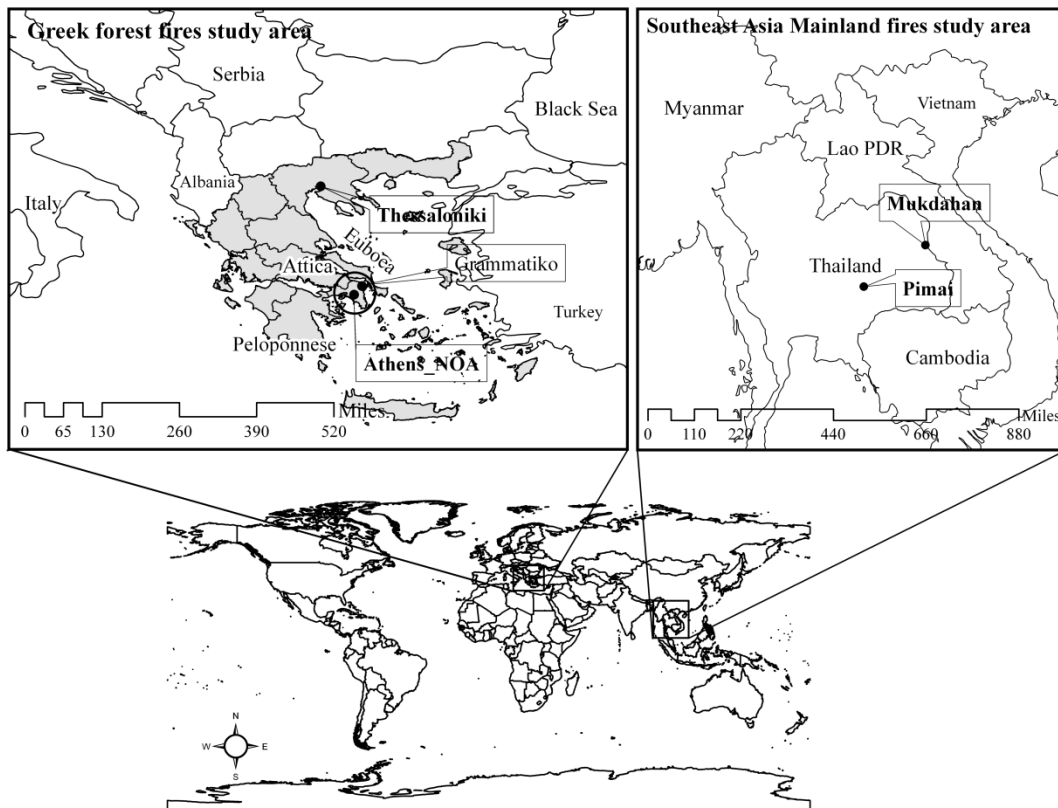 Greek forest fires study area
Serbia
Black Sea
Albania
Italy
Thessaloniki
Euboea
Attica
Grammatiko
Turkey
Peloponnese
Athens_NOA
Miles
0 65 130 260 390 520
Southeast Asia Mainland fires study area
Myanmar
Vietnam
Lao PDR
Mukdahan
Thailand
Pimai
Cambodia
Miles
0 110 220 440 660 880
N
W E
S